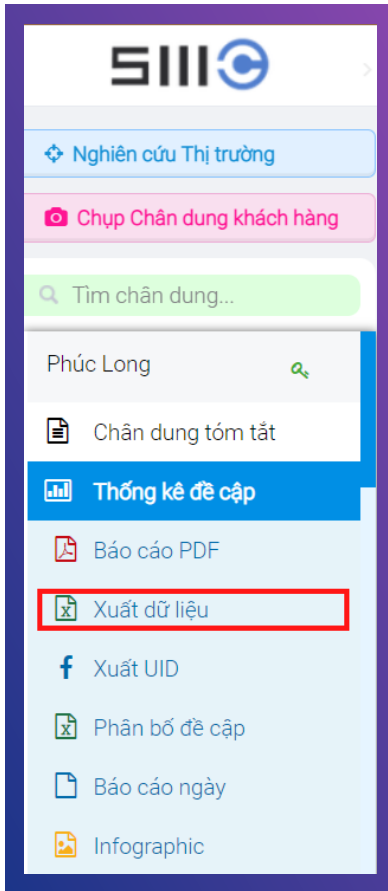 SMCC
Nghiên cứu Thị trường
Chụp Chân dung khách hàng
Tìm chân dung...
Phúc Long
Chân dung tóm tắt
Thống kê đề cập
Báo cáo PDF
Xuất dữ liệu
Xuất UID
Phân bố đề cập
Báo cáo ngày
Infographic